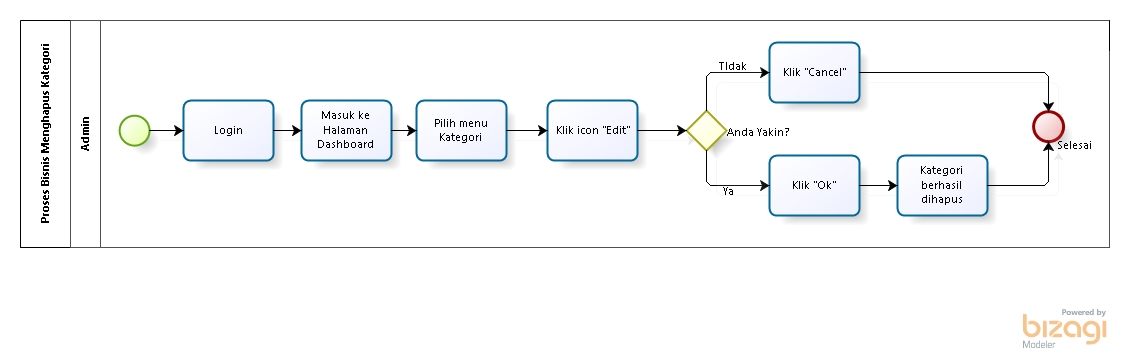 Proses Bisnis Menghapus Kategori
Admin
Login
Masuk ke
Halaman
Dashboard
Pilih menu
Kategori
Klik icon "Edit"
Anda Yakin?
TIdak
Klik "Cancel"
Ya
Klik "Ok"
Kategori
berhasil
dihapus
Selesai
Powered by
bizagi
Modeler